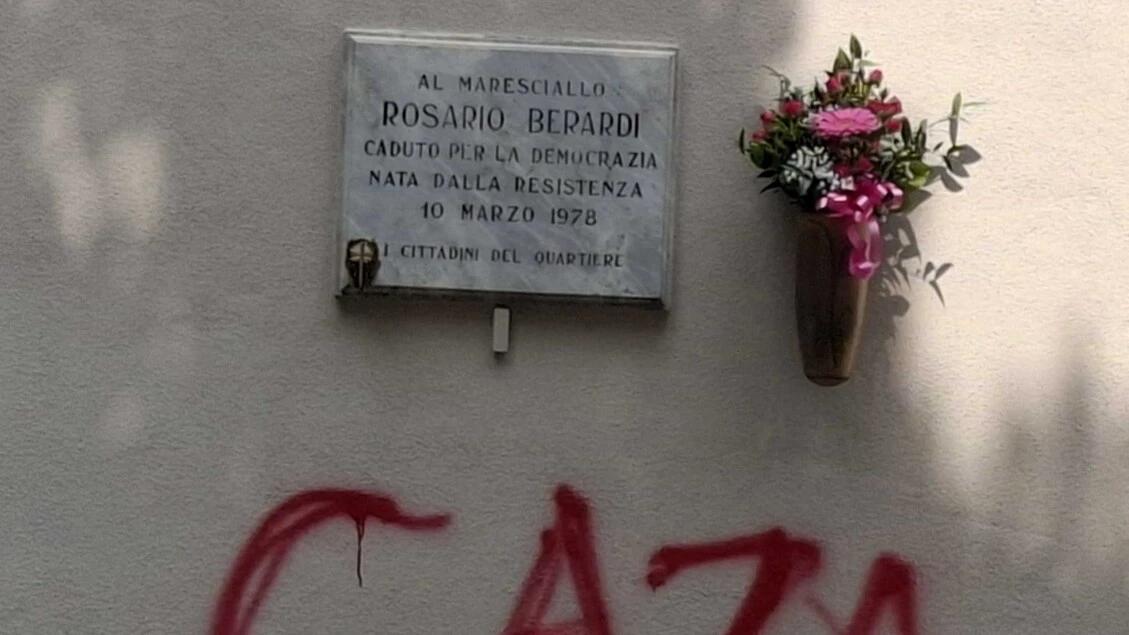 AL MARESCIALLO
ROSARIO BERARDI
CADUTO PER LA DEMOCRAZIA
NATA DALLA RESISTENZA
10 MARZO 1978
I CITTADINI DEL QUARTIERE